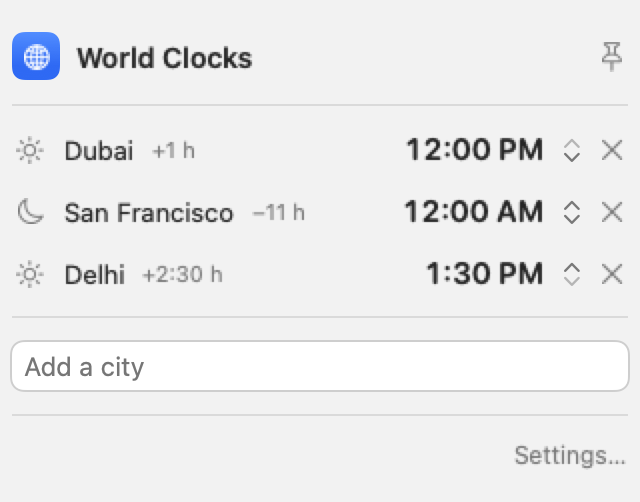 World Clocks
Dubai +1 h 12:00 PM
San Francisco −11 h 12:00 AM
Delhi +2:30 h 1:30 PM
Add a city
Settings...